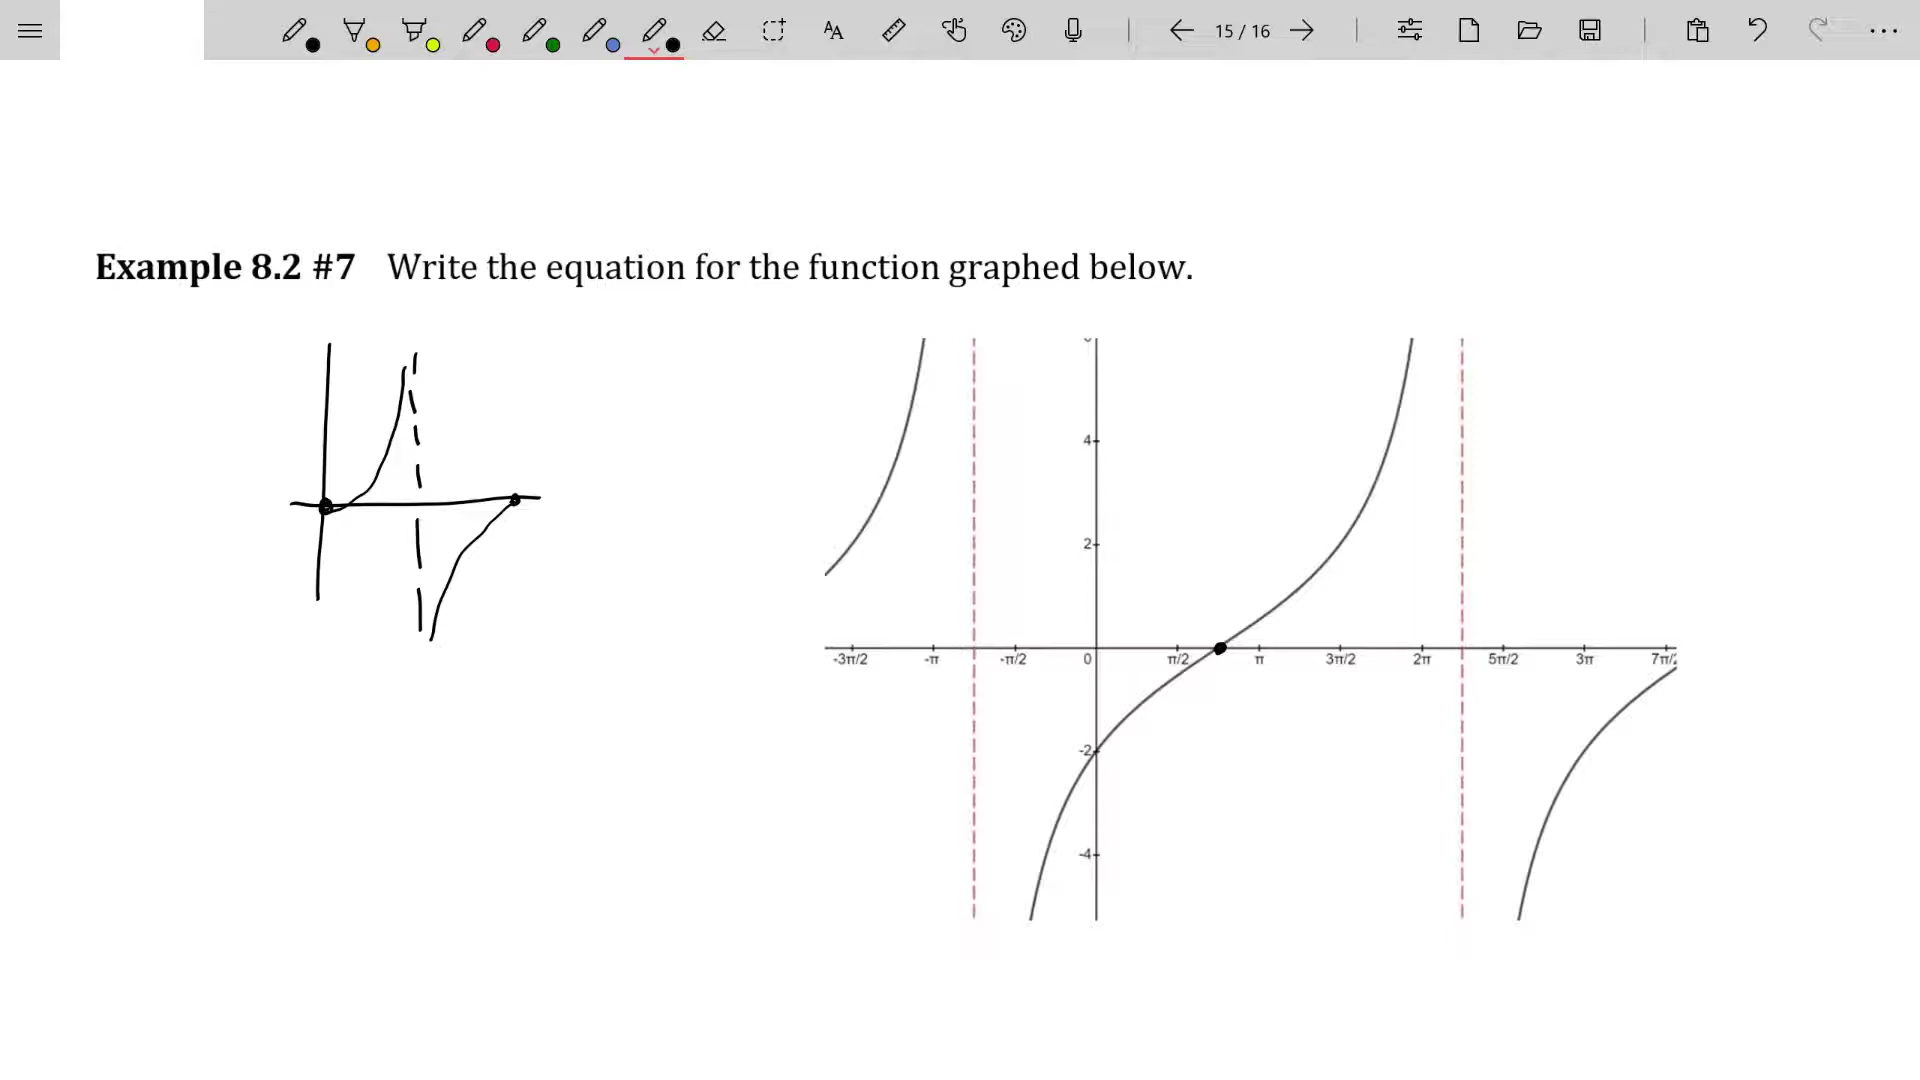 15 / 16
Example 8.2 #7 Write the equation for the function graphed below.
4
2
-3π/2 -π -π/2 0 π/2 π 3π/2 2π 5π/2 3π
-2
-4